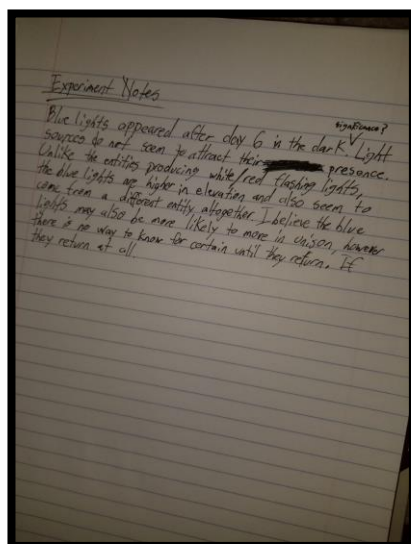 Experiment Notes
significance?
Blue lights appeared after day 6 in the dark. Light
sources do not seem to attract their presence.
Unlike the entities producing white/red flashing lights,
the blue lights are higher in elevation and also seem to
come from a different entity altogether. I believe the blue
lights may also be more likely to move in unison, however
there is no way to know for certain until they return. If
they return at all.